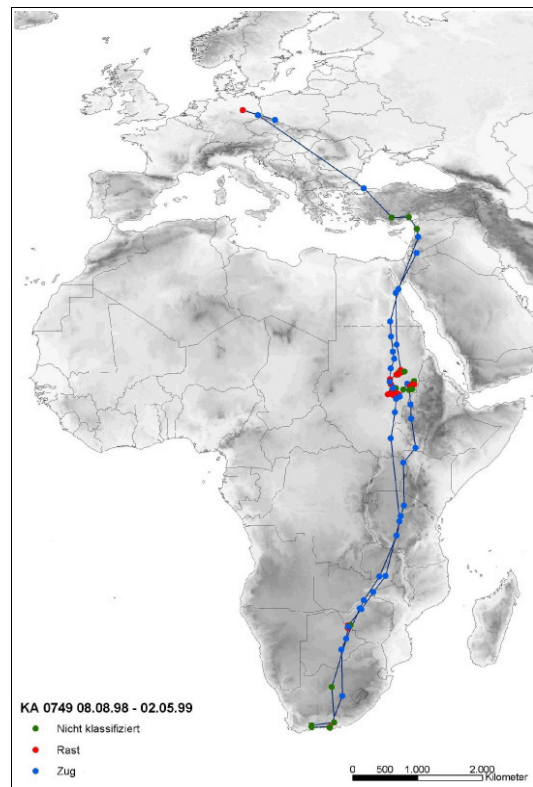 KA 0749 08.08.98 - 02.05.99
Nicht klassifiziert
Rast
Zug
0 500 1.000 2.000
Kilometer